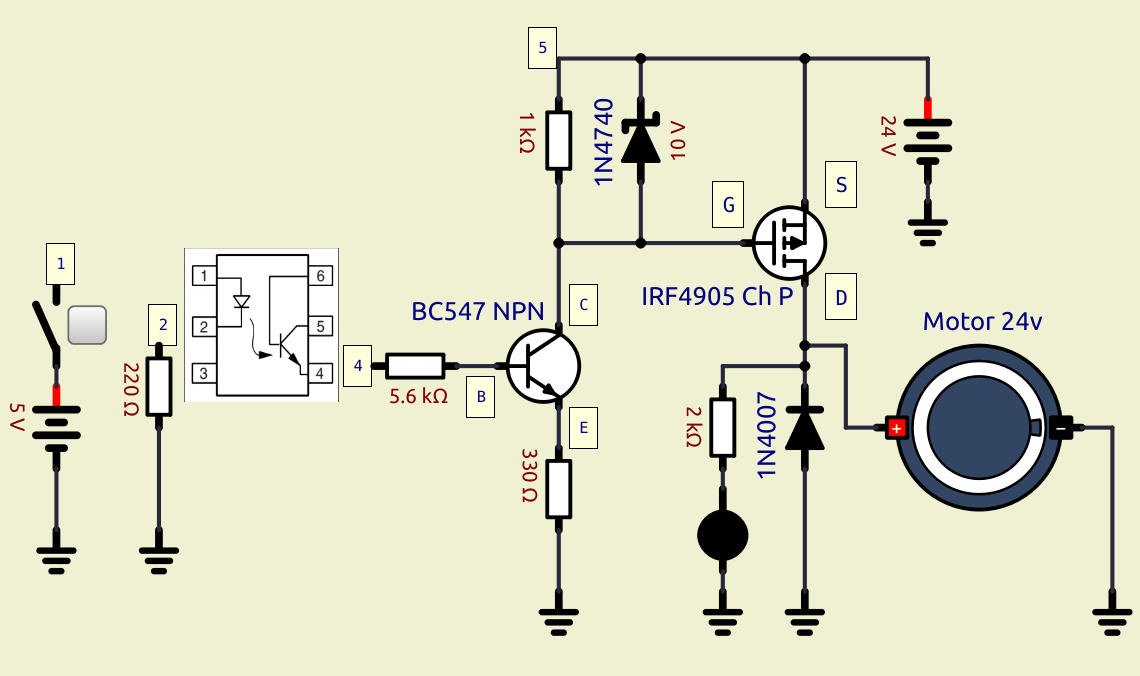 5
1 kΩ
1N4740
10 V
24 V
S
G
1
1
6
2
5
3
4
IRF4905 Ch P
D
C
BC547 NPN
2
Motor 24v
220 Ω
4
5.6 kΩ
B
5 V
E
2 kΩ
1N4007
+
−
330 Ω